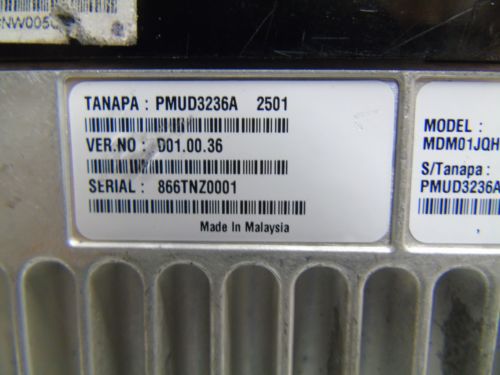 TANAPA : PMUD3236A 2501
VER.NO : D01.00.36
SERIAL : 866TNZ0001
Made In Malaysia
MODEL :
MDM01JQH
S/Tanapa :
PMUD3236A